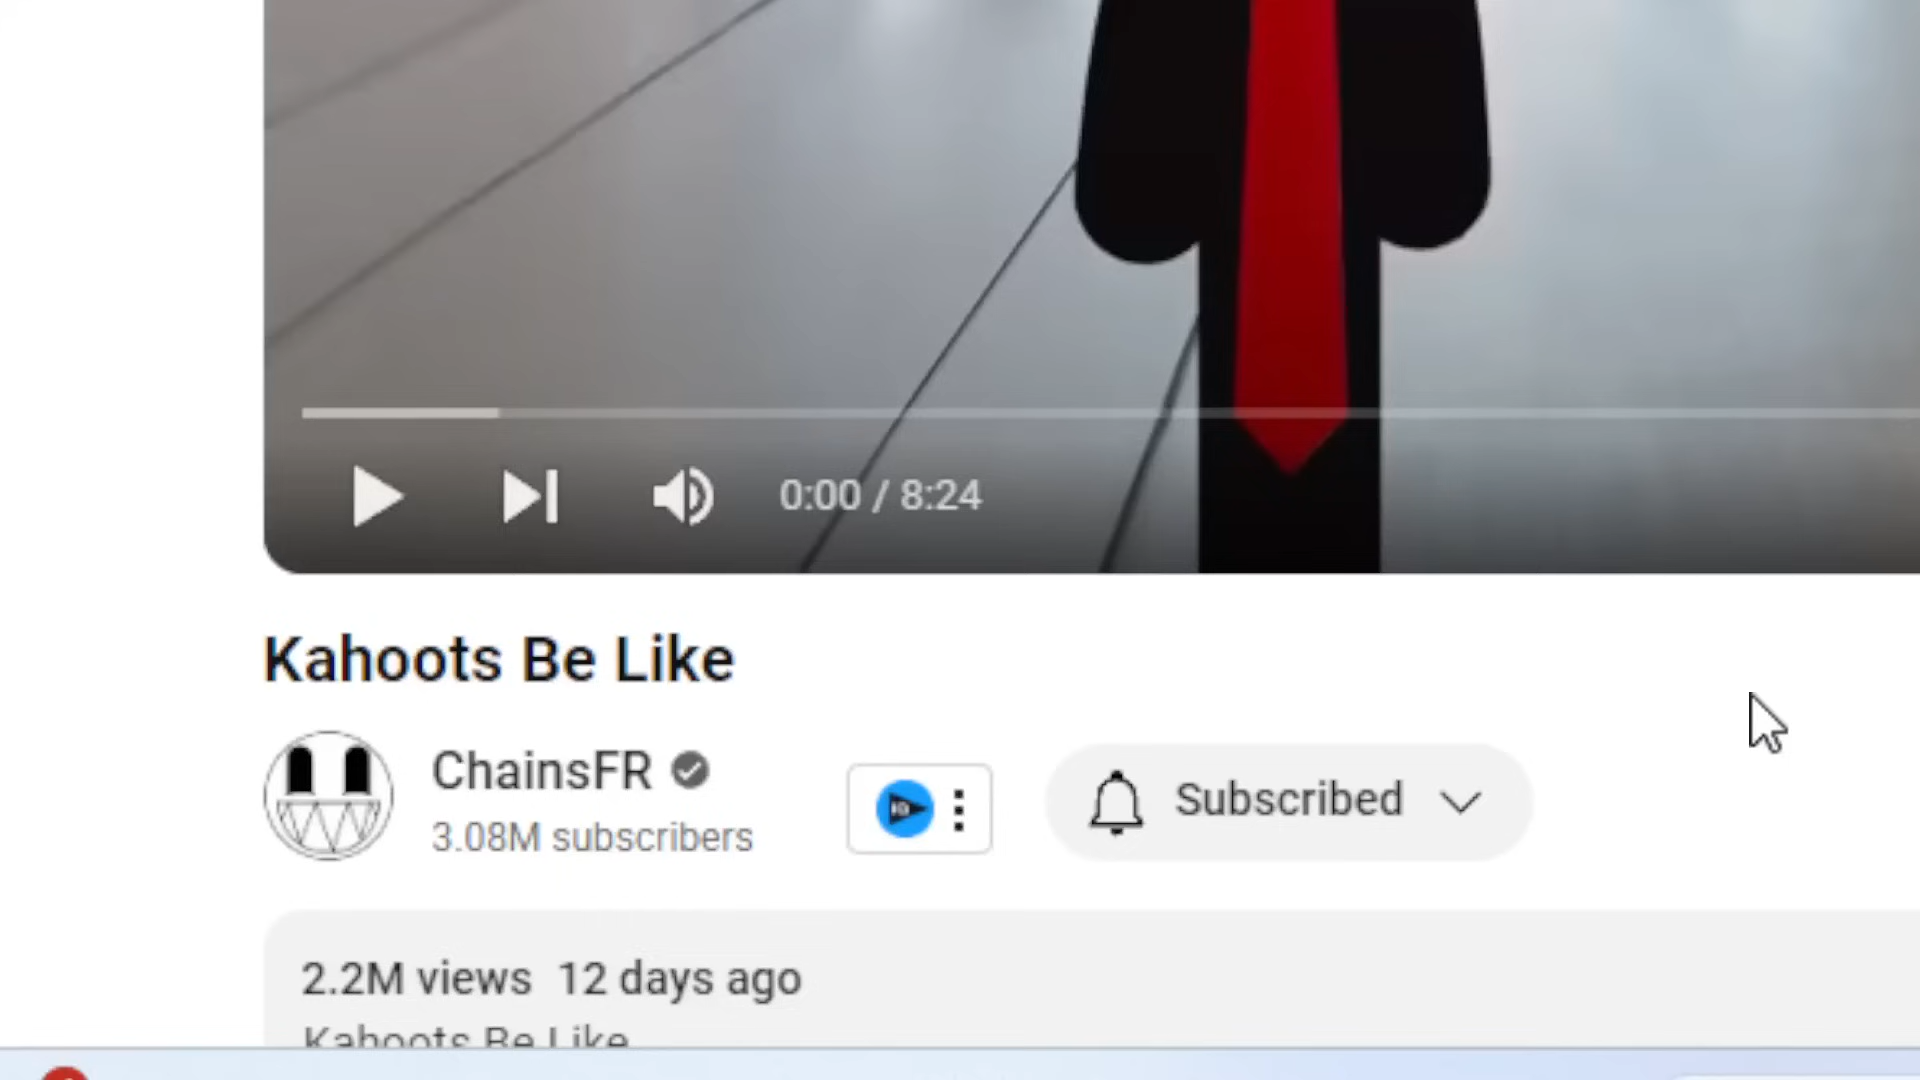 0:00 / 8:24
Kahoots Be Like
ChainsFR
3.08M subscribers
Subscribed
2.2M views 12 days ago
Kahoots Be Like